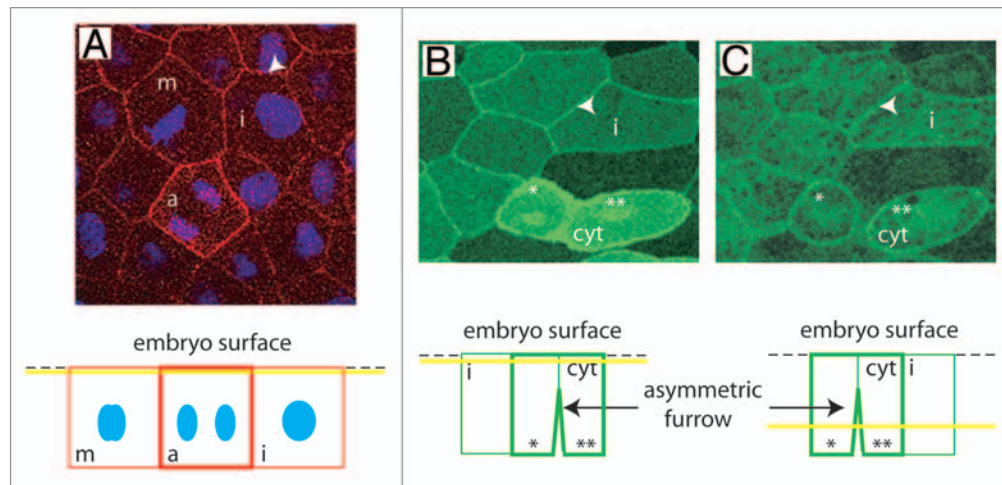 A
m
i
a
B
i
*
**
cyt
C
i
*
**
cyt
embryo surface
m
a
i
embryo surface
i
cyt
*
**
asymmetric
furrow
embryo surface
cyt
i
*
**